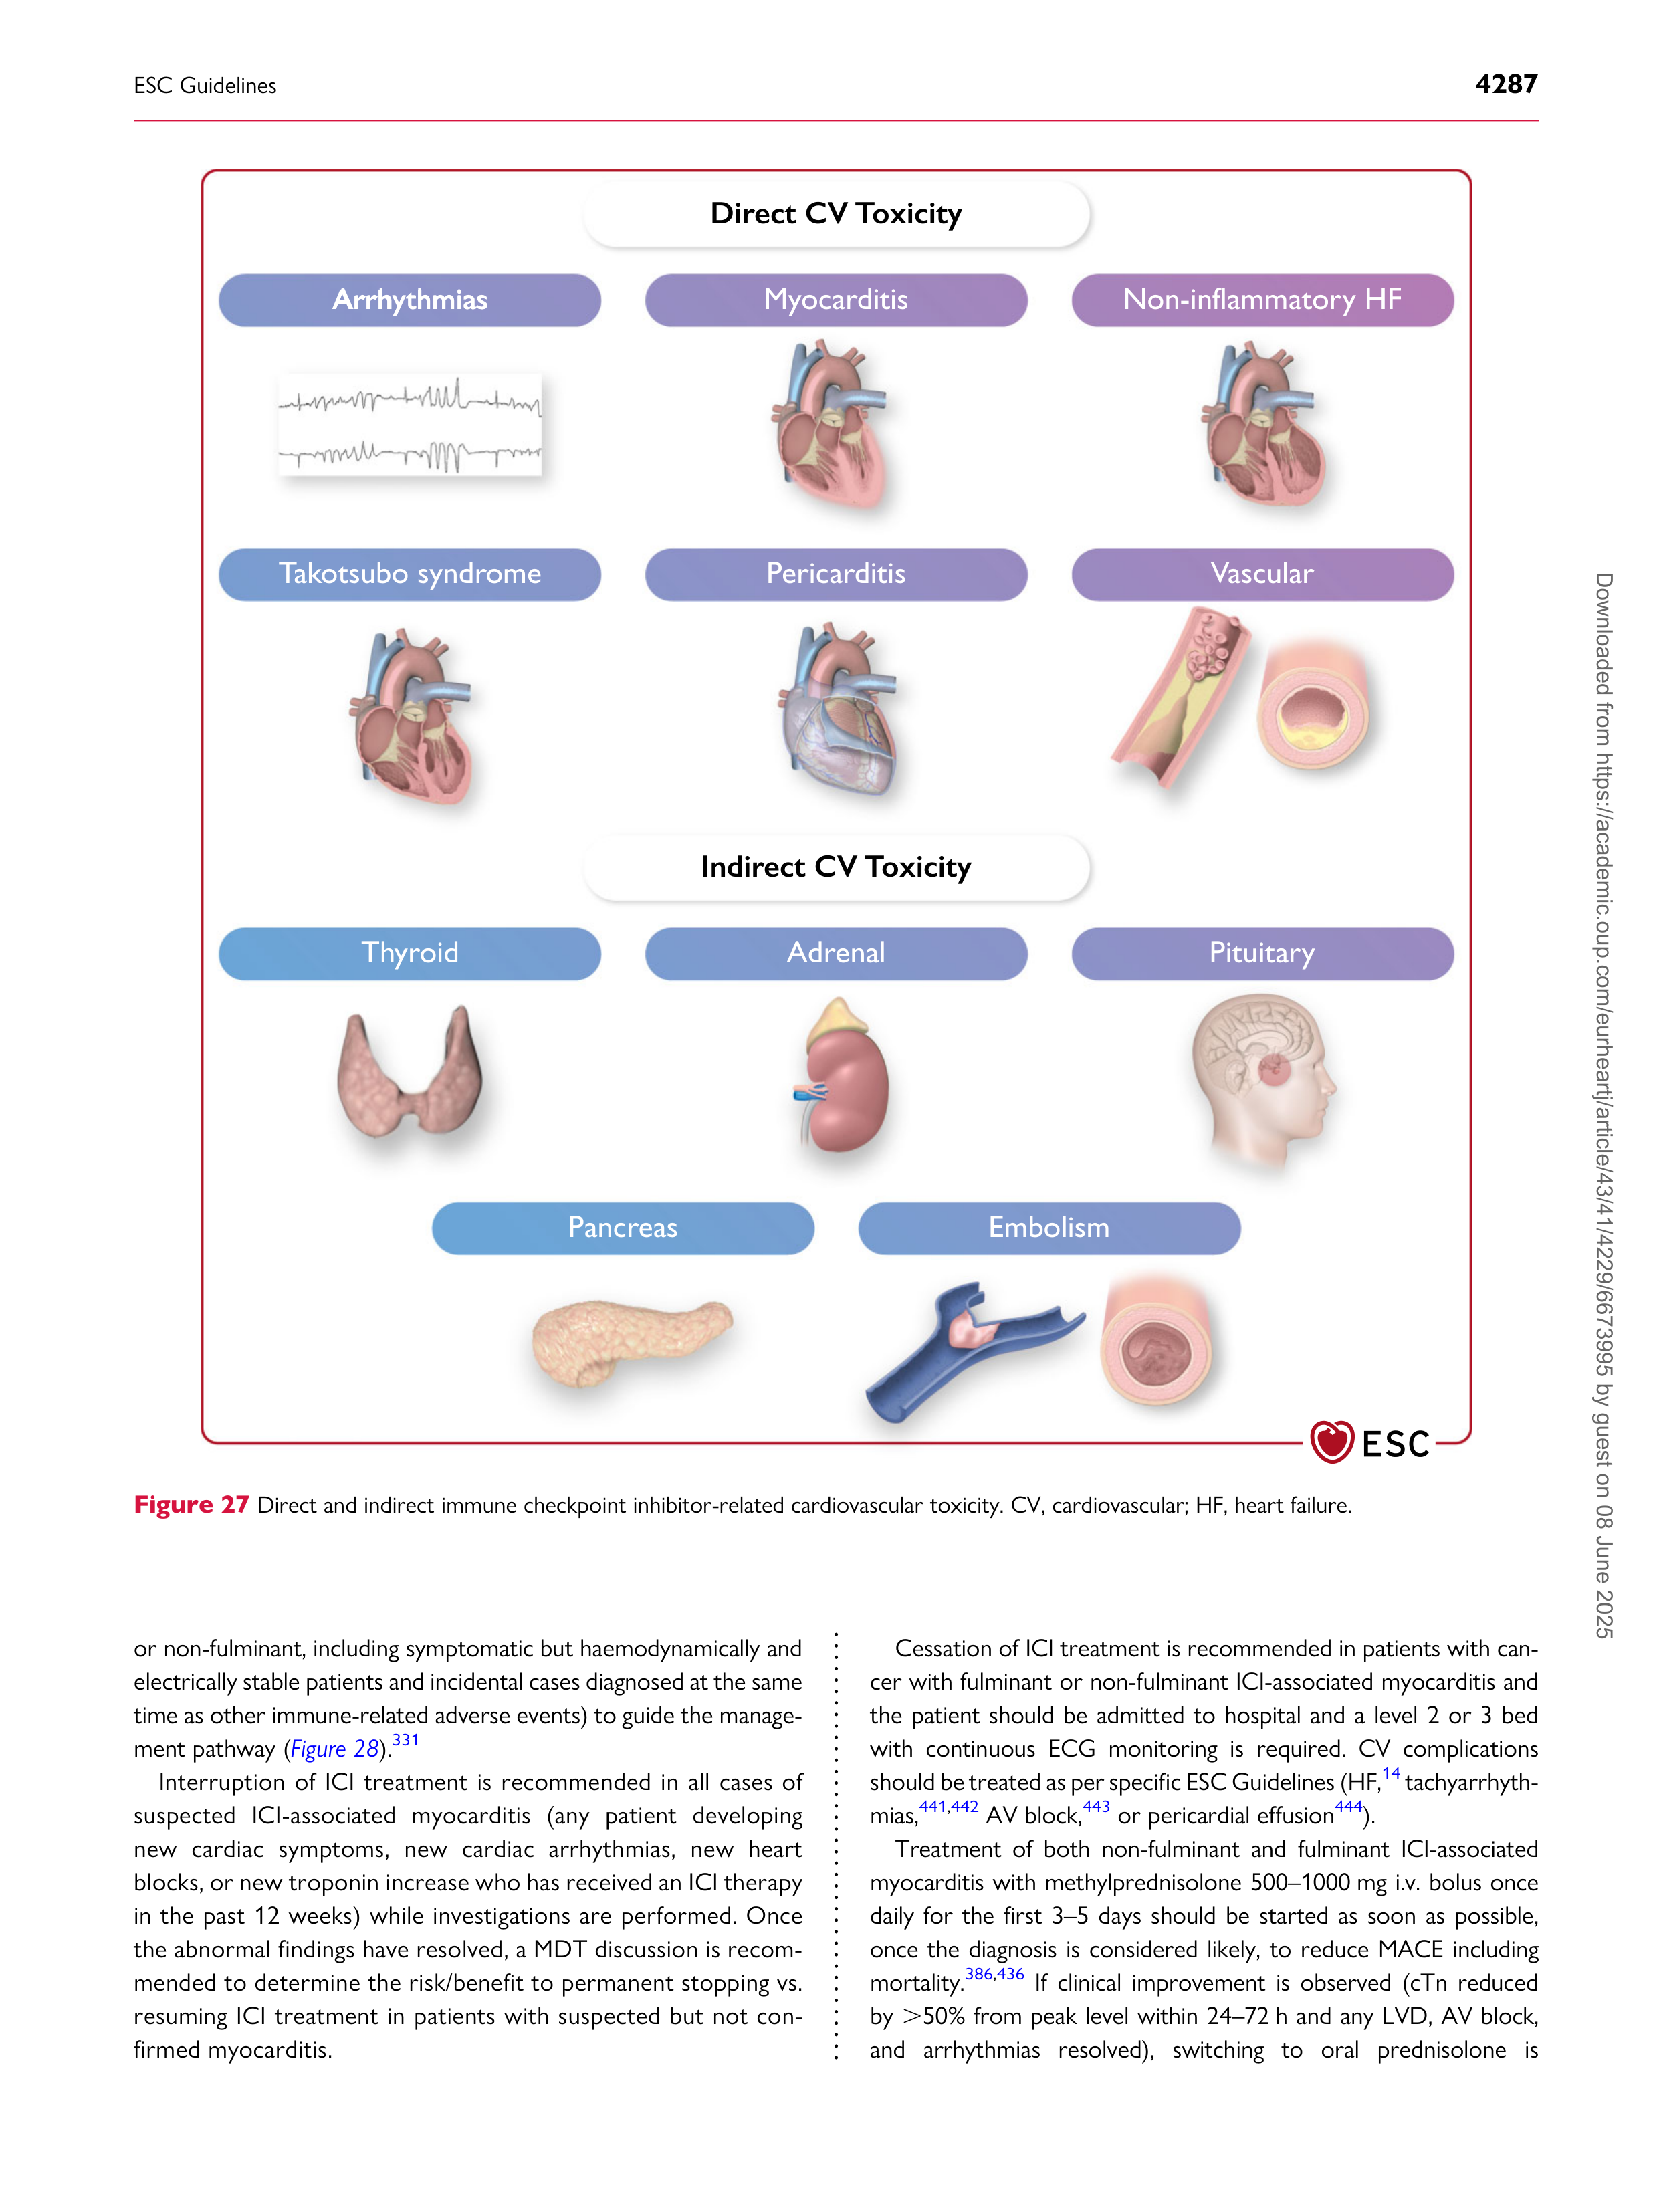 ESC Guidelines
4287
Direct CV Toxicity
Arrhythmias
Myocarditis
Non-inflammatory HF
Takotsubo syndrome
Pericarditis
Vascular
Indirect CV Toxicity
Thyroid
Adrenal
Pituitary
Pancreas
Embolism
ESC
Figure 27 Direct and indirect immune checkpoint inhibitor-related cardiovascular toxicity. CV, cardiovascular; HF, heart failure.
or non-fulminant, including symptomatic but haemodynamically and
electrically stable patients and incidental cases diagnosed at the same
time as other immune-related adverse events) to guide the manage-
ment pathway (Figure 28).331
Interruption of ICI treatment is recommended in all cases of
suspected ICI-associated myocarditis (any patient developing
new cardiac symptoms, new cardiac arrhythmias, new heart
blocks, or new troponin increase who has received an ICI therapy
in the past 12 weeks) while investigations are performed. Once
the abnormal findings have resolved, a MDT discussion is recom-
mended to determine the risk/benefit to permanent stopping vs.
resuming ICI treatment in patients with suspected but not con-
firmed myocarditis.
Cessation of ICI treatment is recommended in patients with can-
cer with fulminant or non-fulminant ICI-associated myocarditis and
the patient should be admitted to hospital and a level 2 or 3 bed
with continuous ECG monitoring is required. CV complications
should be treated as per specific ESC Guidelines (HF,14 tachyarrhyth-
mias,441,442 AV block,443 or pericardial effusion444).
Treatment of both non-fulminant and fulminant ICI-associated
myocarditis with methylprednisolone 500–1000 mg i.v. bolus once
daily for the first 3–5 days should be started as soon as possible,
once the diagnosis is considered likely, to reduce MACE including
mortality.386,436 If clinical improvement is observed (cTn reduced
by >50% from peak level within 24–72 h and any LVD, AV block,
and arrhythmias resolved), switching to oral prednisolone is
Downloaded from https://academic.oup.com/eurheartj/article/43/41/4229/6673995 by guest on 08 June 2025